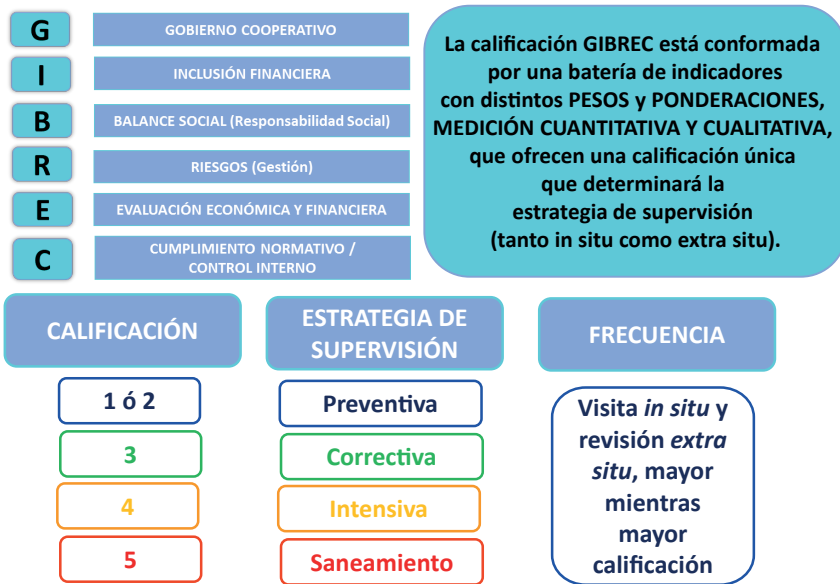 G
GOBIERNO COOPERATIVO
I
INCLUSIÓN FINANCIERA
B
BALANCE SOCIAL (Responsabilidad Social)
R
RIESGOS (Gestión)
E
EVALUACIÓN ECONÓMICA Y FINANCIERA
C
CUMPLIMIENTO NORMATIVO /
CONTROL INTERNO
La calificación GIBREC está conformada
por una batería de indicadores
con distintos PESOS y PONDERACIONES,
MEDICIÓN CUANTITATIVA Y CUALITATIVA,
que ofrecen una calificación única
que determinará la
estrategia de supervisión
(tanto in situ como extra situ).
CALIFICACIÓN
1 ó 2
3
4
5
ESTRATEGIA DE
SUPERVISIÓN
Preventiva
Correctiva
Intensiva
Saneamiento
FRECUENCIA
Visita in situ y
revisión extra
situ, mayor
mientras
mayor
calificación